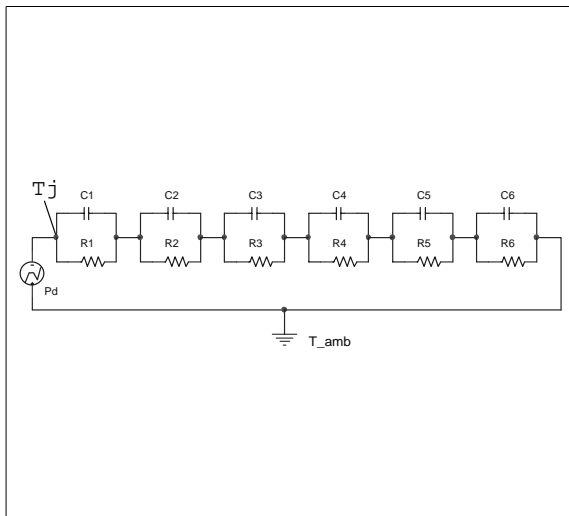 Tj
C1 C2 C3 C4 C5 C6
R1 R2 R3 R4 R5 R6
Pd
T_amb